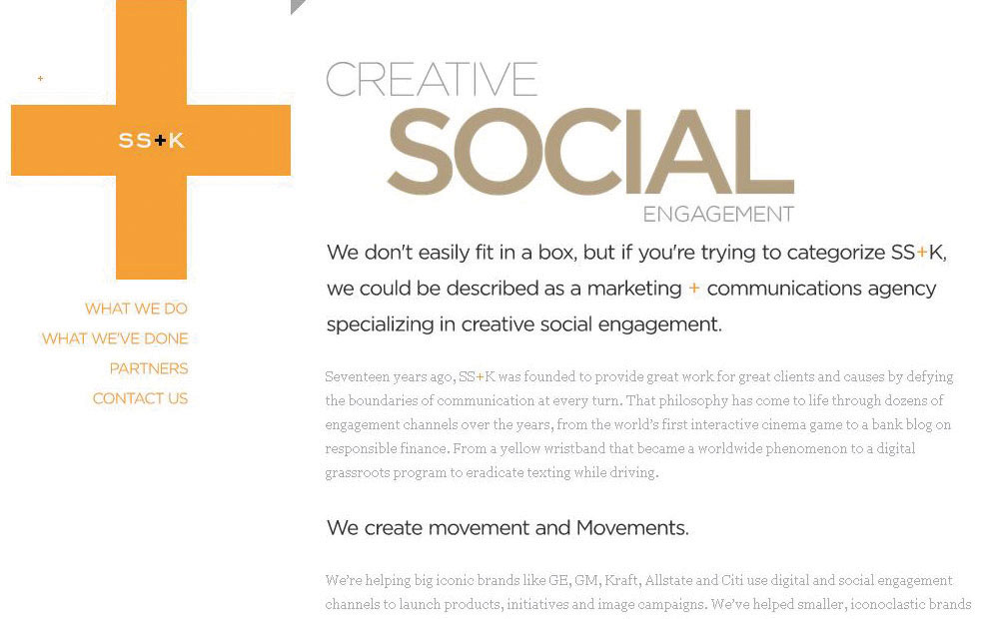 SS+K
WHAT WE DO
WHAT WE'VE DONE
PARTNERS
CONTACT US
CREATIVE
SOCIAL
ENGAGEMENT
We don't easily fit in a box, but if you're trying to categorize SS+K,
we could be described as a marketing + communications agency
specializing in creative social engagement.
Seventeen years ago, SS+K was founded to provide great work for great clients and causes by defying
the boundaries of communication at every turn. That philosophy has come to life through dozens of
engagement channels over the years, from the world's first interactive cinema game to a bank blog on
responsible finance. From a yellow wristband that became a worldwide phenomenon to a digital
grassroots program to eradicate texting while driving.
We create movement and Movements.
We're helping big iconic brands like GE, GM, Kraft, Allstate and Citi use digital and social engagement
channels to launch products, initiatives and image campaigns. We've helped smaller, iconoclastic brands